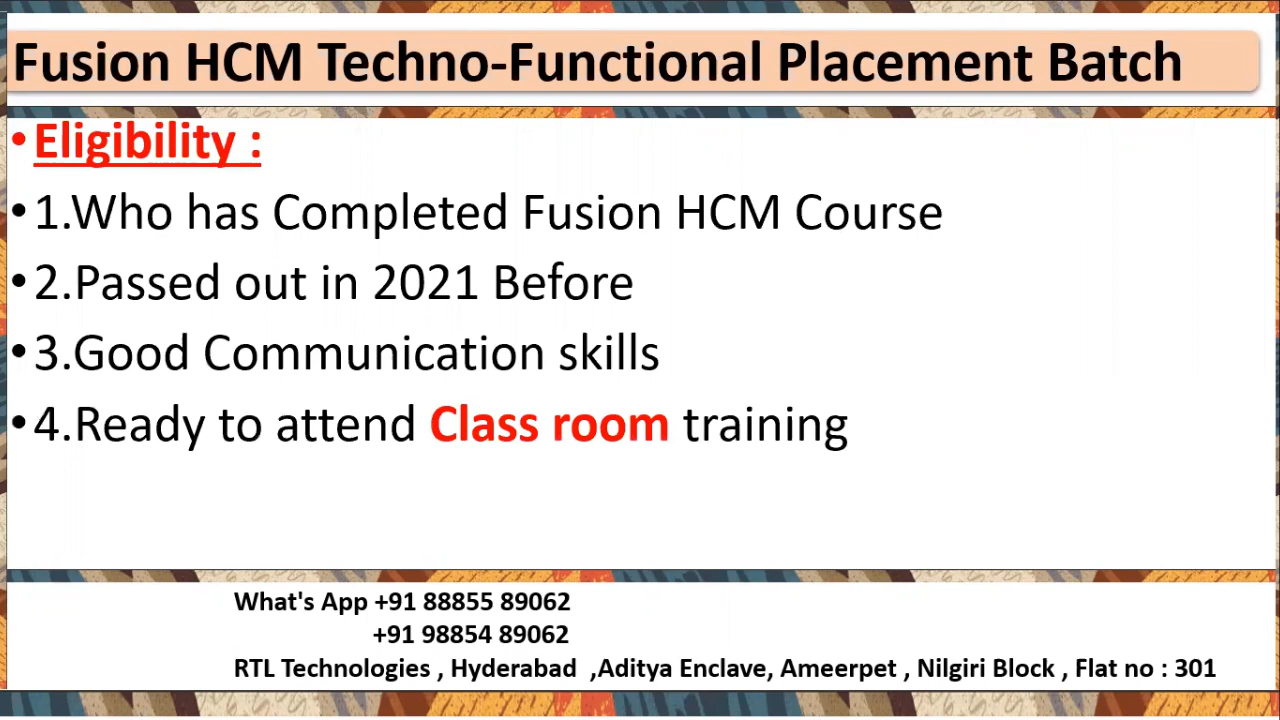 Fusion HCM Techno-Functional Placement Batch
•Eligibility :
•1.Who has Completed Fusion HCM Course
•2.Passed out in 2021 Before
•3.Good Communication skills
•4.Ready to attend Class room training
What's App +91 88855 89062
+91 98854 89062
RTL Technologies , Hyderabad ,Aditya Enclave, Ameerpet , Nilgiri Block , Flat no : 301